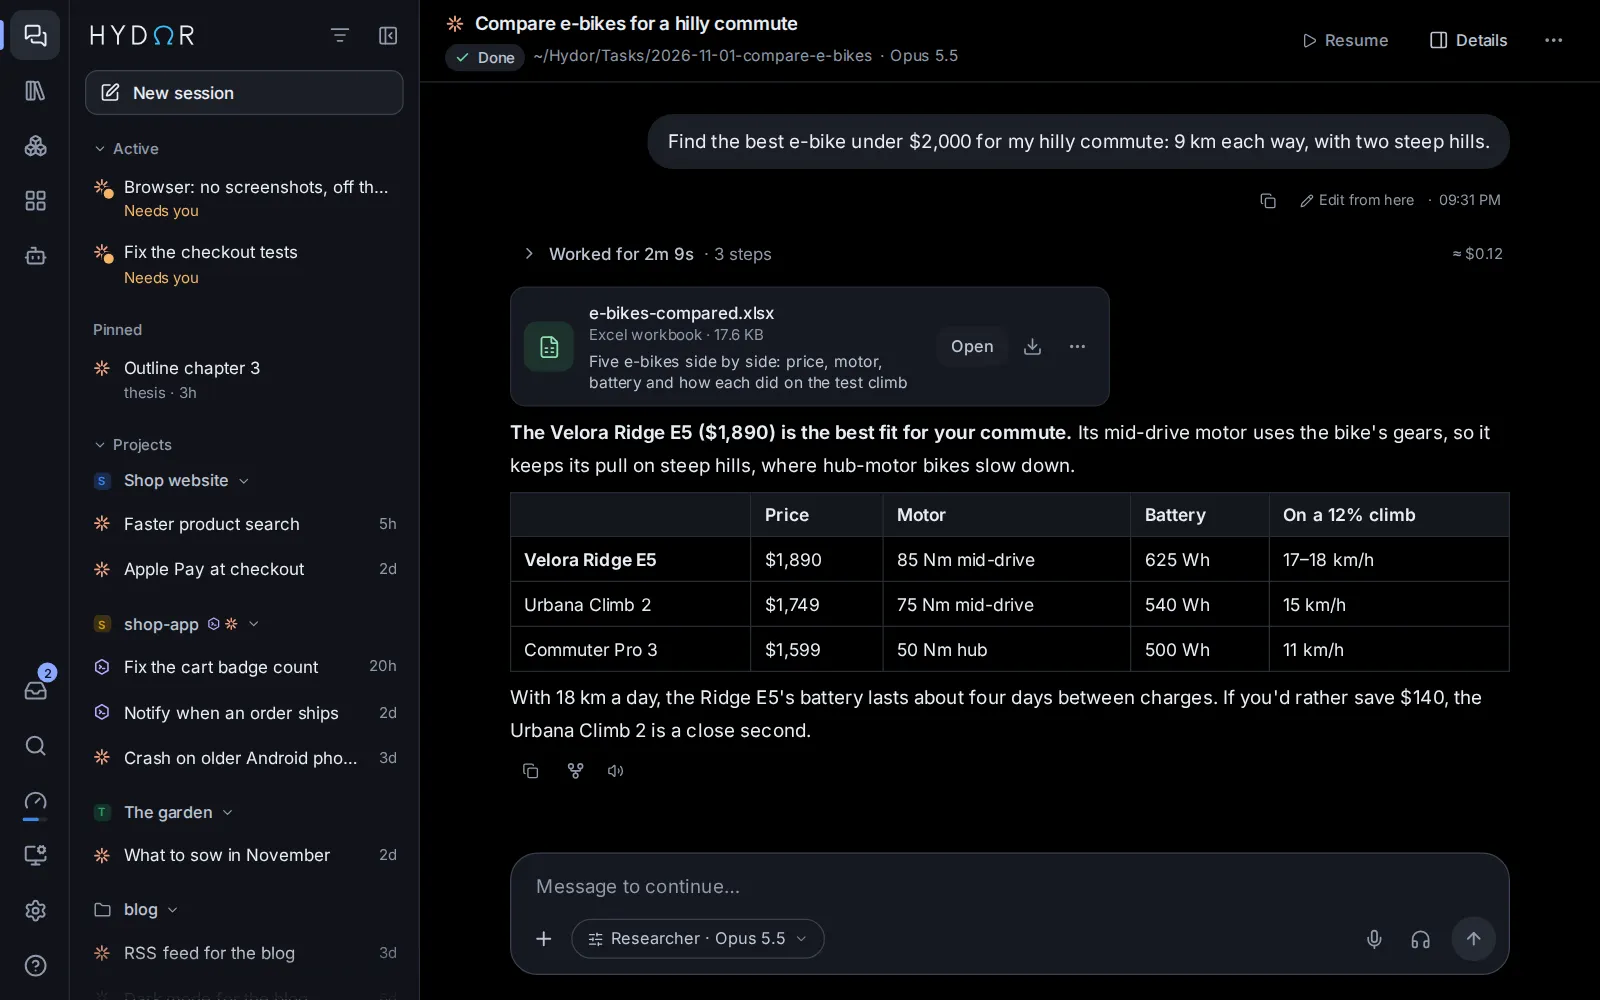 HYDΩR
New session
Active
Browser: no screenshots, off th...
Needs you
Fix the checkout tests
Needs you
Pinned
Outline chapter 3
thesis · 3h
Projects
S Shop website
Faster product search 5h
Apple Pay at checkout 2d
S shop-app
Fix the cart badge count 20h
Notify when an order ships 2d
Crash on older Android pho... 3d
T The garden
What to sow in November 2d
blog
RSS feed for the blog 3d
Dark mode for the blog
2
Compare e-bikes for a hilly commute
Done ~/Hydor/Tasks/2026-11-01-compare-e-bikes · Opus 5.5
Resume
Details
Find the best e-bike under $2,000 for my hilly commute: 9 km each way, with two steep hills.
Edit from here · 09:31 PM
Worked for 2m 9s · 3 steps
≈ $0.12
e-bikes-compared.xlsx
Excel workbook · 17.6 KB
Five e-bikes side by side: price, motor,
battery and how each did on the test climb
Open
The Velora Ridge E5 ($1,890) is the best fit for your commute. Its mid-drive motor uses the bike's gears, so it
keeps its pull on steep hills, where hub-motor bikes slow down.
Price Motor Battery On a 12% climb
Velora Ridge E5 $1,890 85 Nm mid-drive 625 Wh 17–18 km/h
Urbana Climb 2 $1,749 75 Nm mid-drive 540 Wh 15 km/h
Commuter Pro 3 $1,599 50 Nm hub 500 Wh 11 km/h
With 18 km a day, the Ridge E5's battery lasts about four days between charges. If you'd rather save $140, the
Urbana Climb 2 is a close second.
Message to continue...
Researcher · Opus 5.5